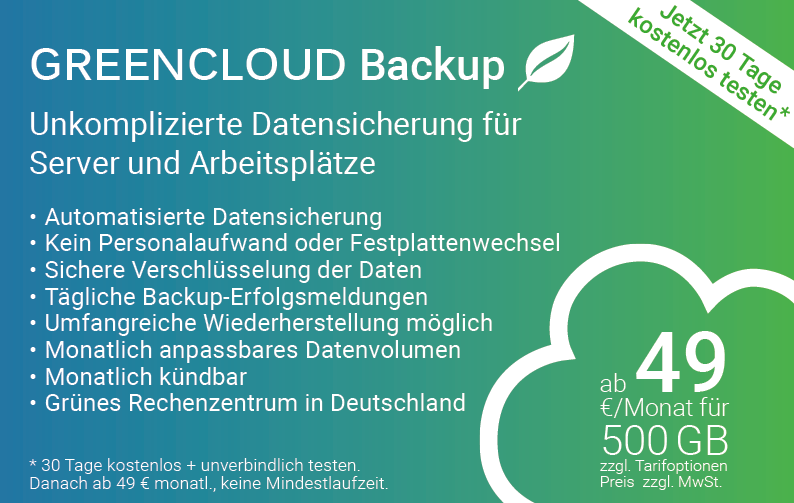 GREENCLOUD Backup
Jetzt 30 Tage
kostenlos testen*
Unkomplizierte Datensicherung für
Server und Arbeitsplätze
• Automatisierte Datensicherung
• Kein Personalaufwand oder Festplattenwechsel
• Sichere Verschlüsselung der Daten
• Tägliche Backup-Erfolgsmeldungen
• Umfangreiche Wiederherstellung möglich
• Monatlich anpassbares Datenvolumen
• Monatlich kündbar
• Grünes Rechenzentrum in Deutschland
ab 49
€/Monat für
500 GB
zzgl. Tarifoptionen
Preis zzgl. MwSt.
* 30 Tage kostenlos + unverbindlich testen.
Danach ab 49 € monatl., keine Mindestlaufzeit.